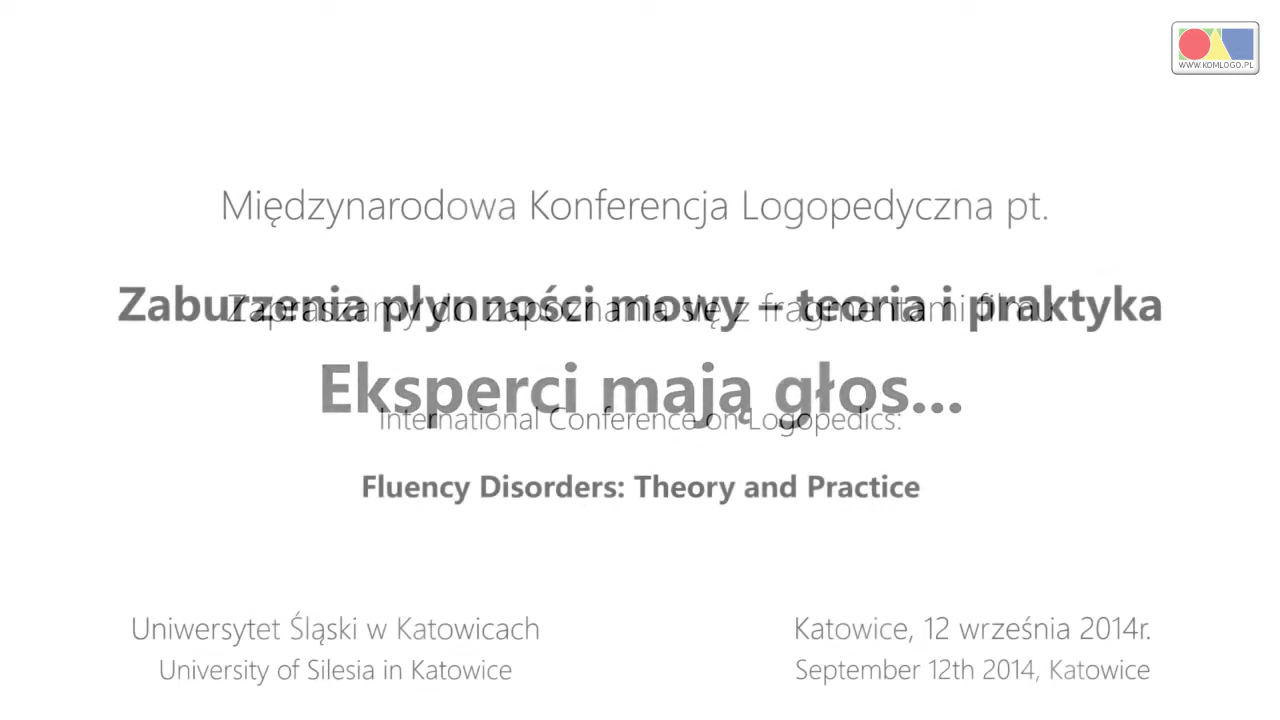 WWW.KOMLOGO.PL
Międzynarodowa Konferencja Logopedyczna pt.
Zaburzenia płynności mowy – teoria i praktyka
Zapraszamy do zapoznania się z fragmentami filmu
Eksperci mają głos...
International Conference on Logopedics:
Fluency Disorders: Theory and Practice
Uniwersytet Śląski w Katowicach
University of Silesia in Katowice
Katowice, 12 września 2014r.
September 12th 2014, Katowice